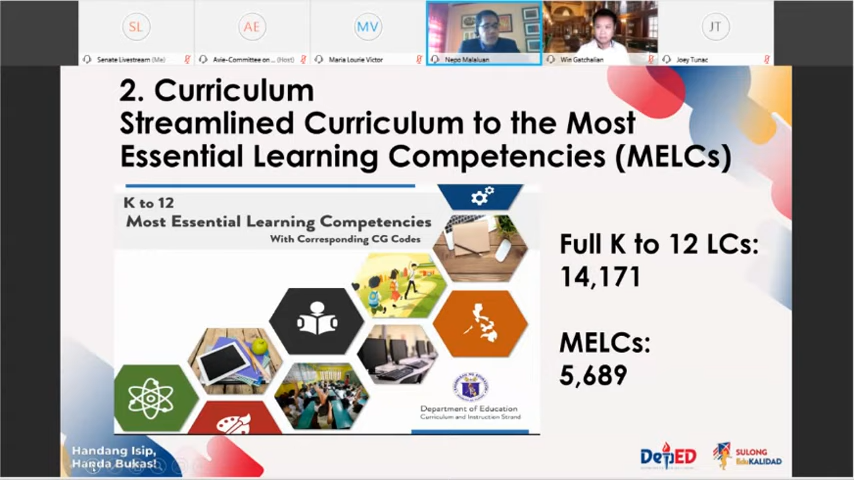 SL
AE
MV
JT
Senate Livestream (Me)
Avie-Committee on... (Host)
Maria Lourie Victor
Nepo Malaluan
Win Gatchalian
Joey Tunac
2. Curriculum
Streamlined Curriculum to the Most
Essential Learning Competencies (MELCs)
K to 12
Most Essential Learning Competencies
With Corresponding CG Codes
Department of Education
Curriculum and Instruction Strand
Full K to 12 LCs:
14,171
MELCs:
5,689
Handang Isip,
Handa Bukas!
DepED
SULONG
EduKALIDAD